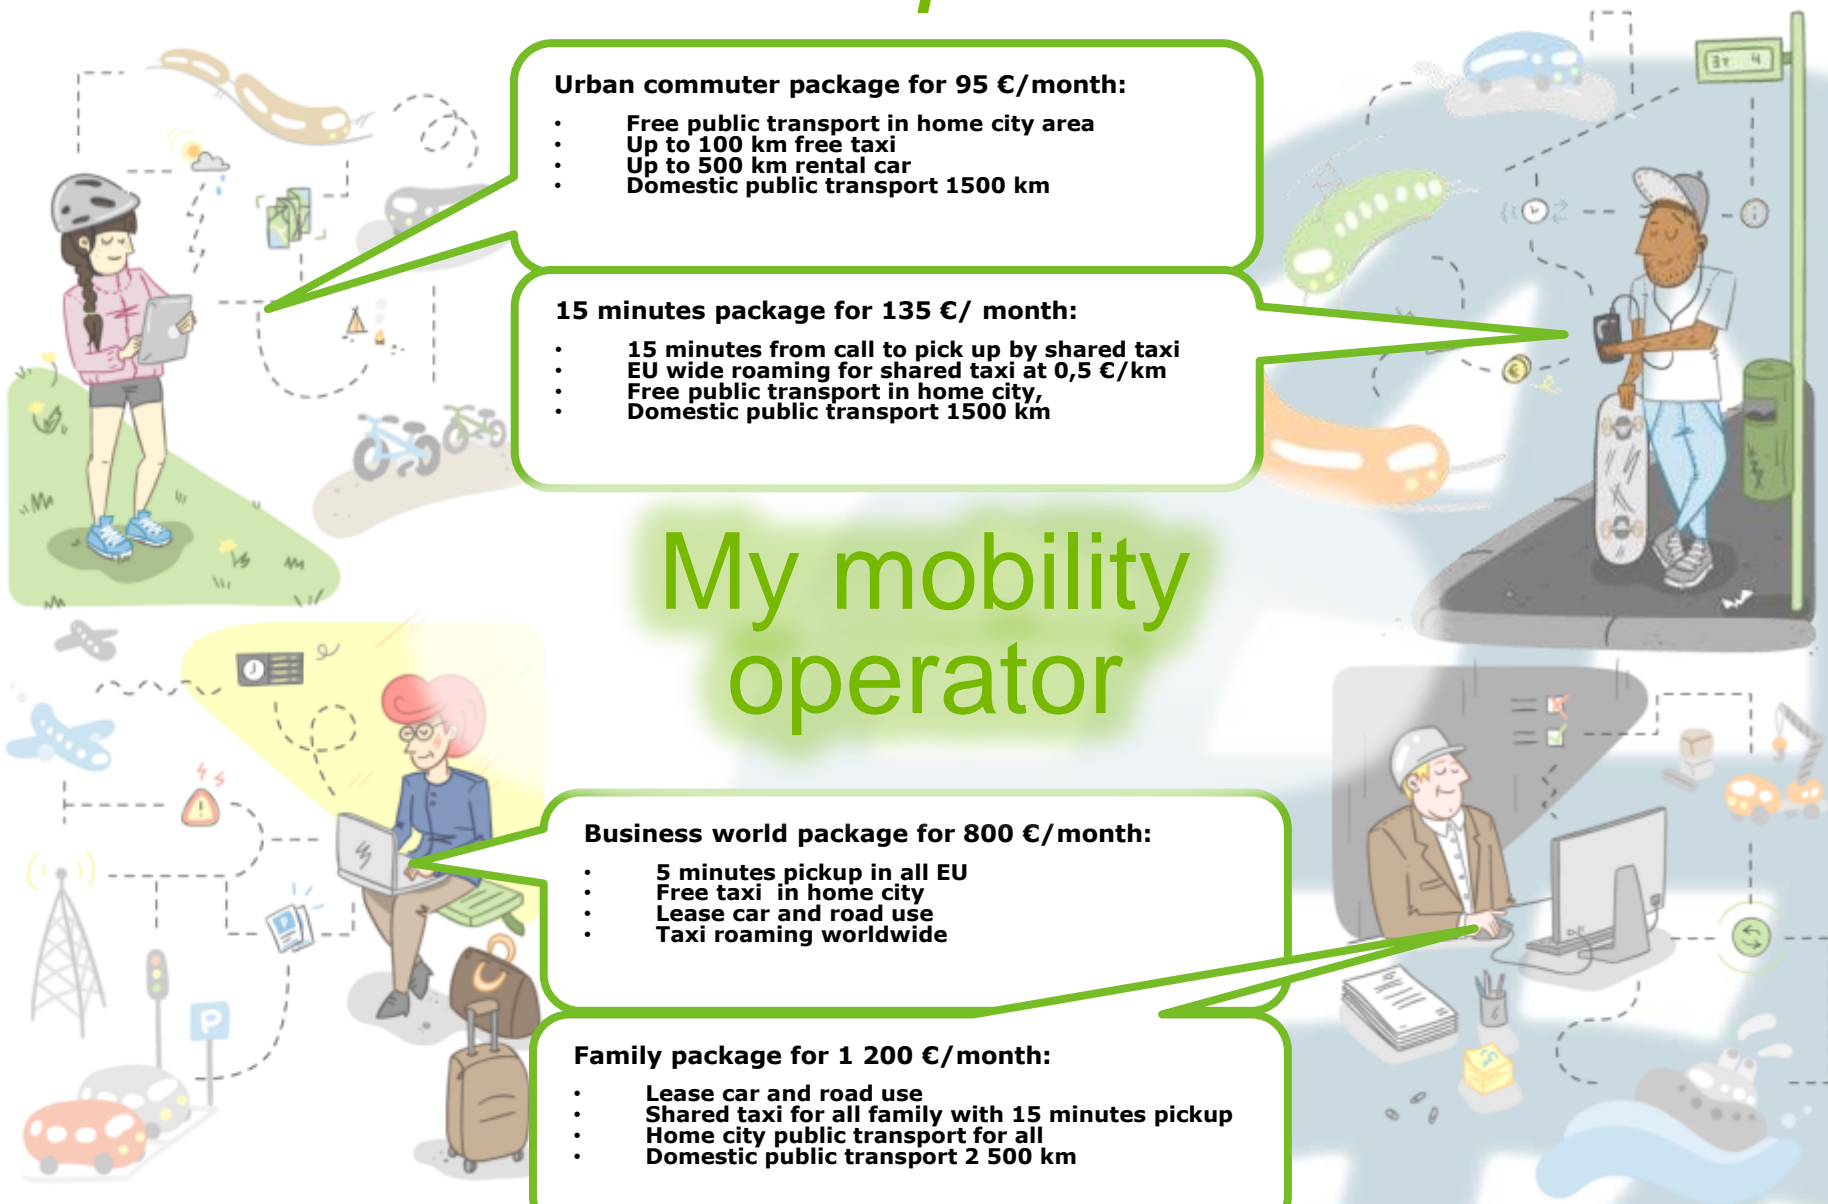 Urban commuter package for 95 €/month:
• Free public transport in home city area
• Up to 100 km free taxi
• Up to 500 km rental car
• Domestic public transport 1500 km
15 minutes package for 135 €/ month:
• 15 minutes from call to pick up by shared taxi
• EU wide roaming for shared taxi at 0,5 €/km
• Free public transport in home city,
• Domestic public transport 1500 km
My mobility
operator
Business world package for 800 €/month:
• 5 minutes pickup in all EU
• Free taxi in home city
• Lease car and road use
• Taxi roaming worldwide
Family package for 1 200 €/month:
• Lease car and road use
• Shared taxi for all family with 15 minutes pickup
• Home city public transport for all
• Domestic public transport 2 500 km
P
P
€